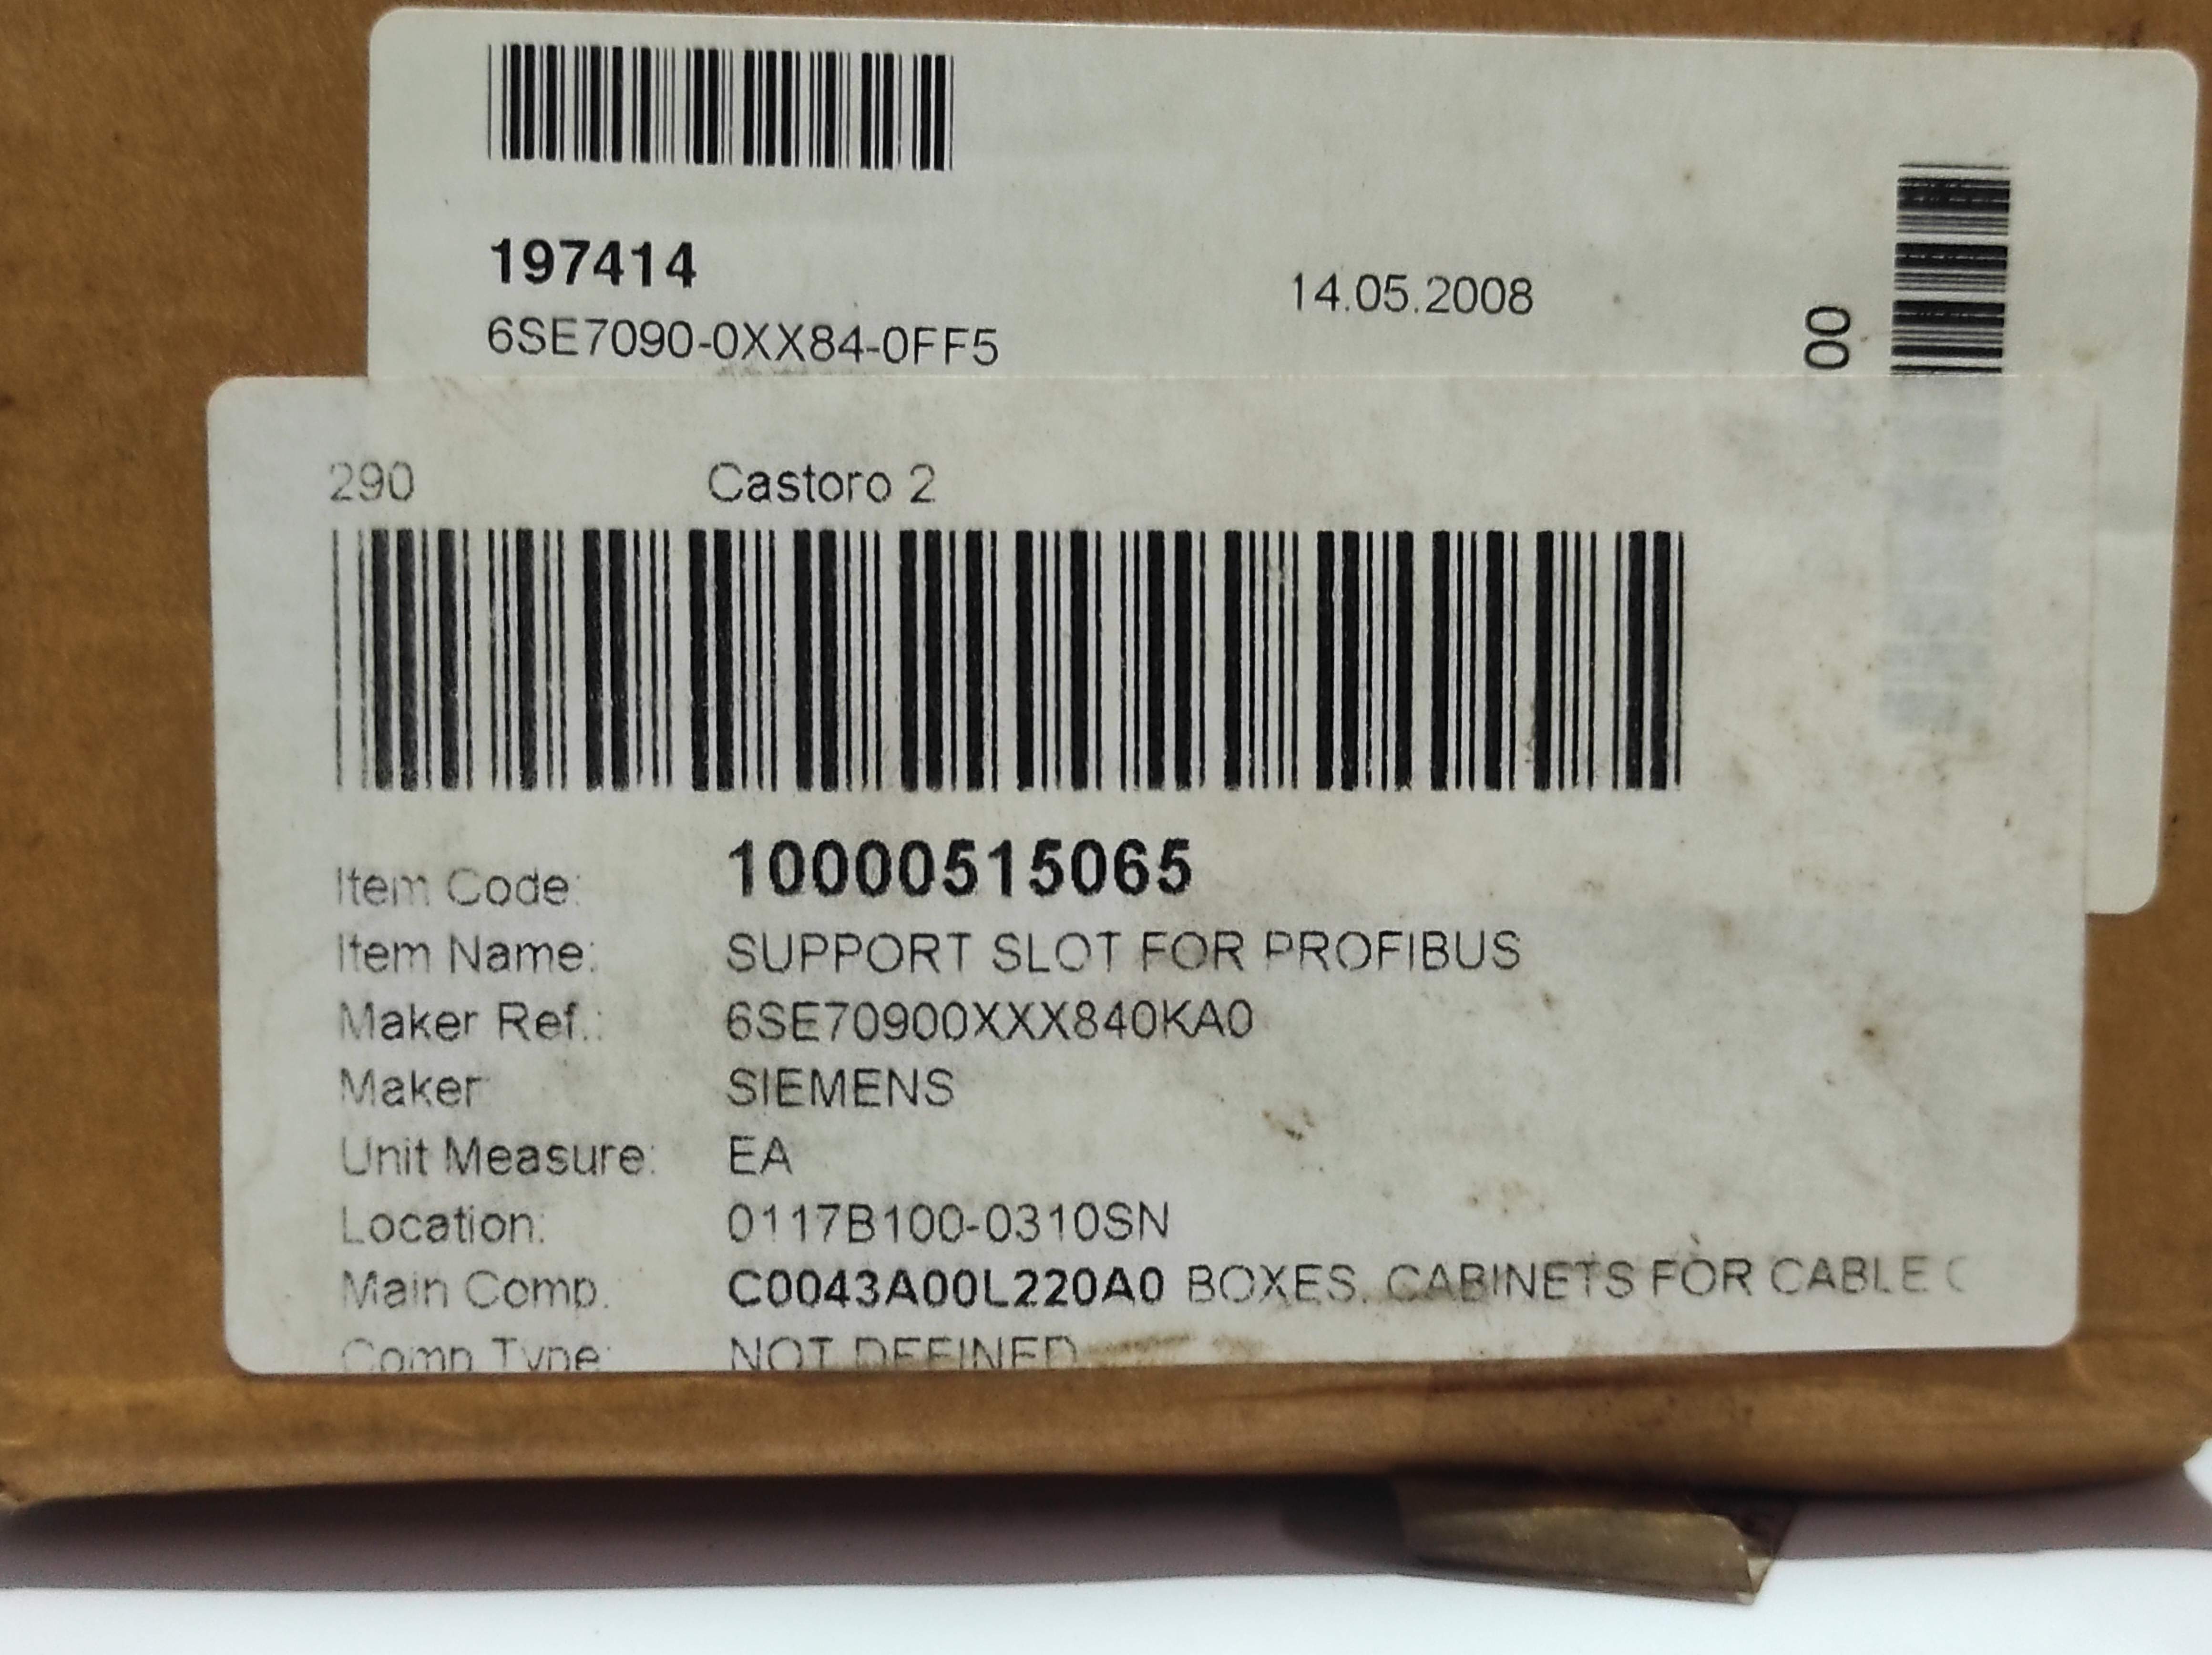 197414
14.05.2008
6SE7090-0XX84-0FF5
00
290 Castoro 2
Item Code: 10000515065
Item Name: SUPPORT SLOT FOR PROFIBUS
Maker Ref.: 6SE70900XXX840KA0
Maker: SIEMENS
Unit Measure: EA
Location: 0117B100-0310SN
Main Comp. C0043A00L220A0 BOXES, CABINETS FOR CABLE C
Comp Type: NOT DEFINED